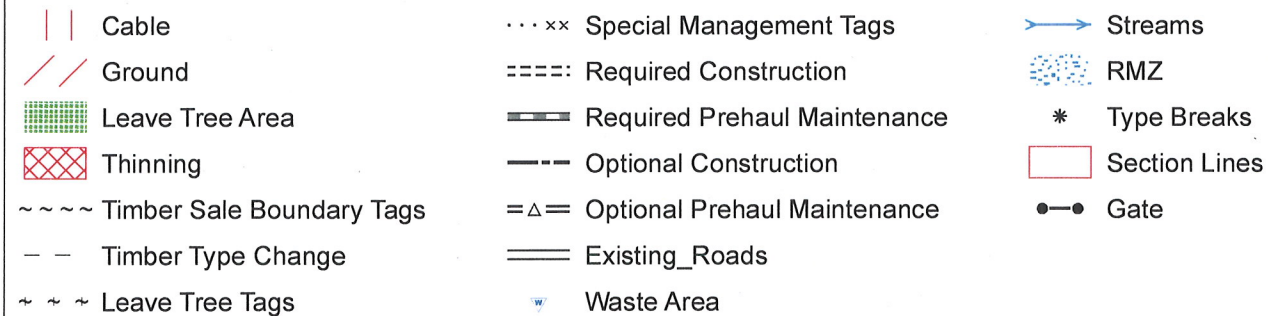 Cable
Ground
Leave Tree Area
Thinning
Timber Sale Boundary Tags
Timber Type Change
Leave Tree Tags
Special Management Tags
Required Construction
Required Prehaul Maintenance
Optional Construction
Optional Prehaul Maintenance
Existing_Roads
W Waste Area
Streams
RMZ
Type Breaks
Section Lines
Gate